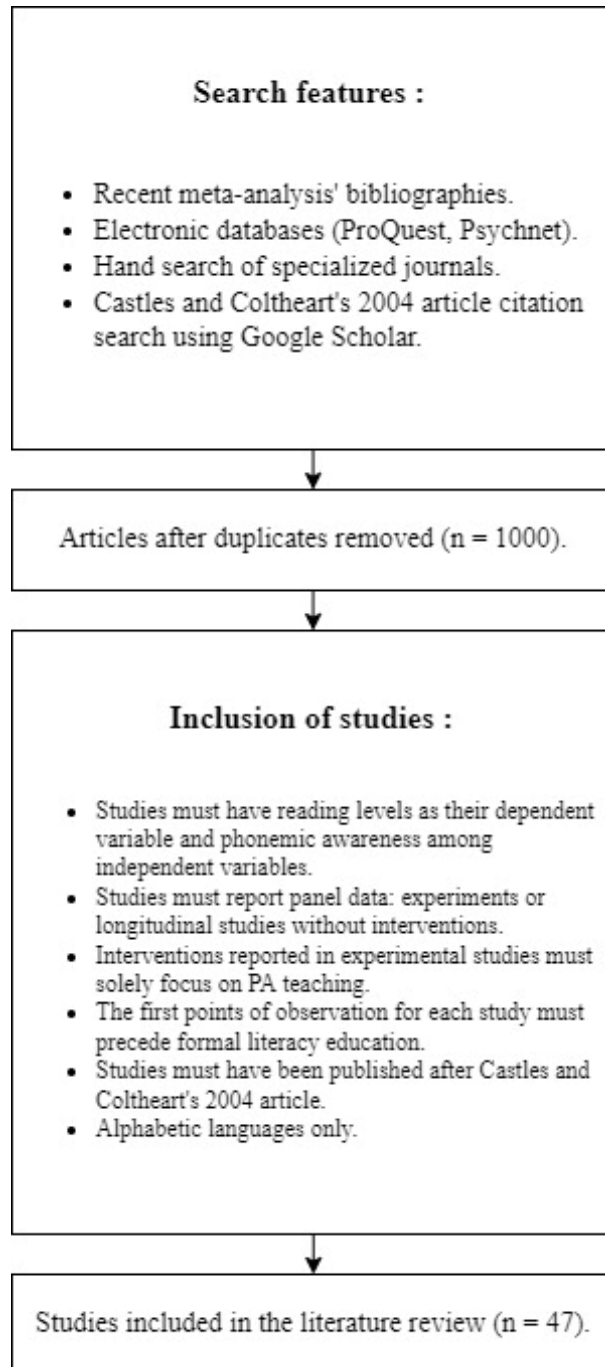 Search features :
• Recent meta-analysis' bibliographies.
• Electronic databases (ProQuest, Psychnet).
• Hand search of specialized journals.
• Castles and Coltheart's 2004 article citation
search using Google Scholar.
Articles after duplicates removed (n = 1000).
Inclusion of studies :
• Studies must have reading levels as their dependent
variable and phonemic awareness among
independent variables.
• Studies must report panel data: experiments or
longitudinal studies without interventions.
• Interventions reported in experimental studies must
solely focus on PA teaching.
• The first points of observation for each study must
precede formal literacy education.
• Studies must have been published after Castles and
Coltheart's 2004 article.
• Alphabetic languages only.
Studies included in the literature review (n = 47).